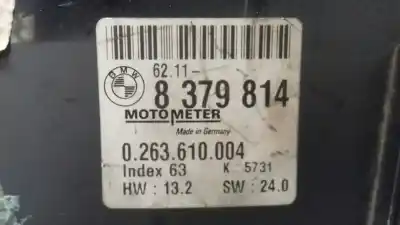 BMW
62.11-
8 379 814
MOTOMETER
Made in Germany
0.263.610.004
Index 63 K 5731
HW : 13.2 SW : 24.0